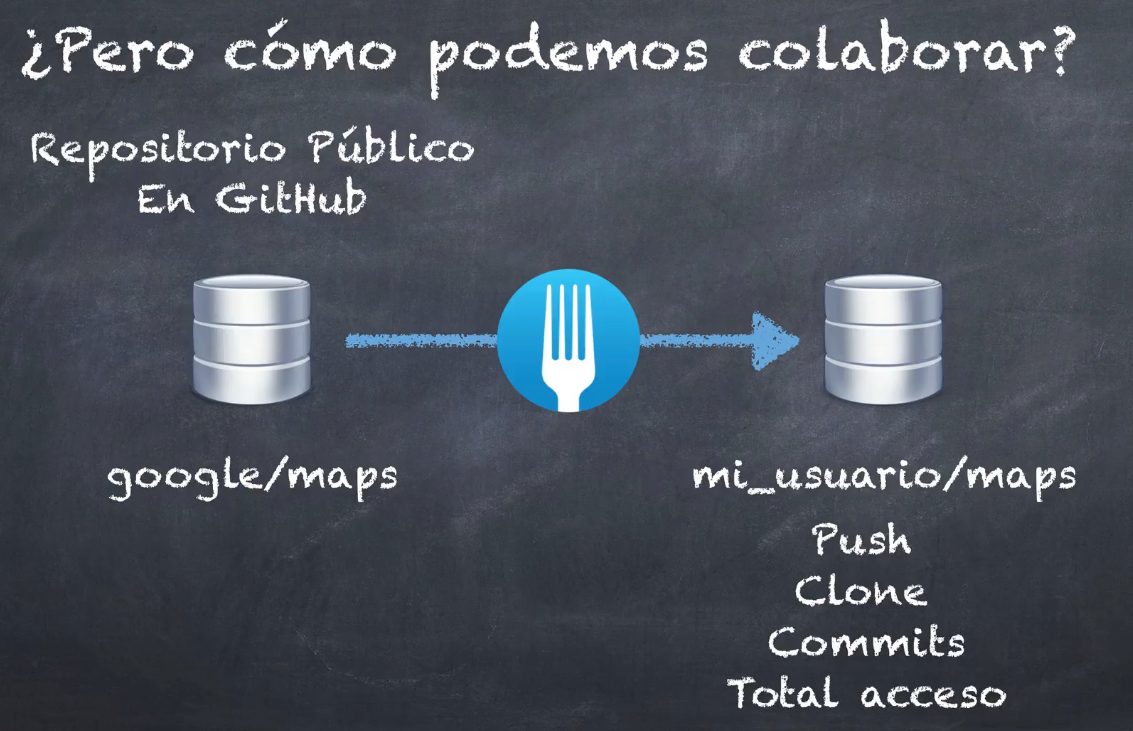 ¿Pero cómo podemos colaborar?
Repositorio Público
En GitHub
google/maps
mi_usuario/maps
Push
Clone
Commits
Total acceso